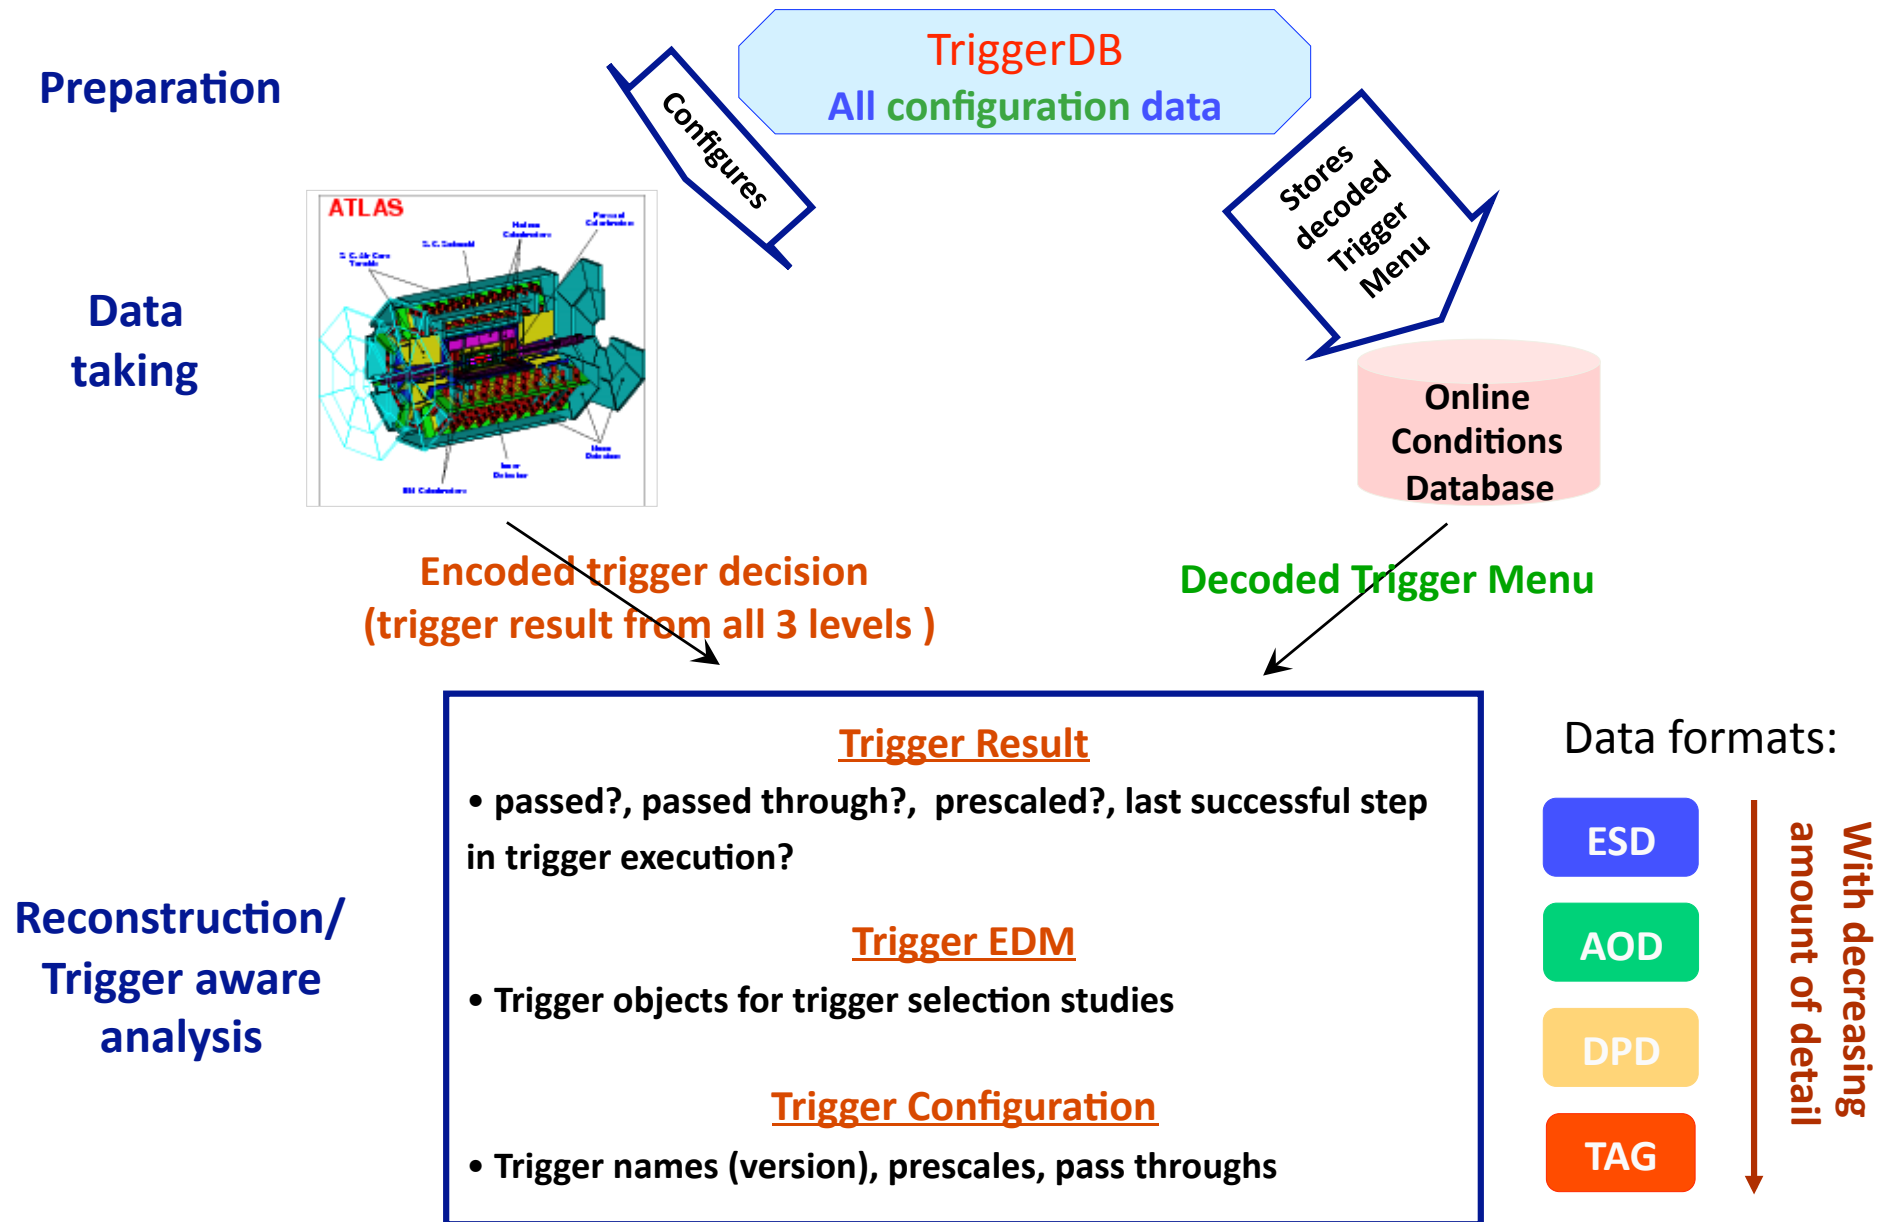 Preparation
TriggerDB
All configuration data
Configures
Stores
decoded
Trigger
Menu
Data
taking
ATLAS
Online
Conditions
Database
Encoded trigger decision
(trigger result from all 3 levels )
Decoded Trigger Menu
Reconstruction/
Trigger aware
analysis
Trigger Result
• passed?, passed through?, prescaled?, last successful step
in trigger execution?
Trigger EDM
• Trigger objects for trigger selection studies
Trigger Configuration
• Trigger names (version), prescales, pass throughs
Data formats:
ESD
AOD
DPD
TAG
With decreasing
amount of detail